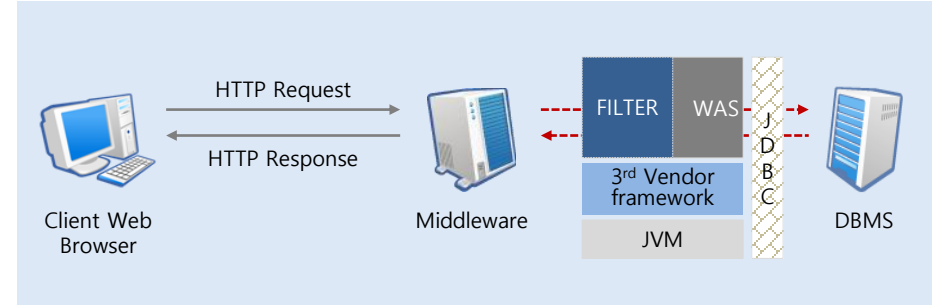 HTTP Request
HTTP Response
Client Web
Browser
Middleware
FILTER
WAS
3rd Vendor
framework
JVM
J
D
B
C
DBMS